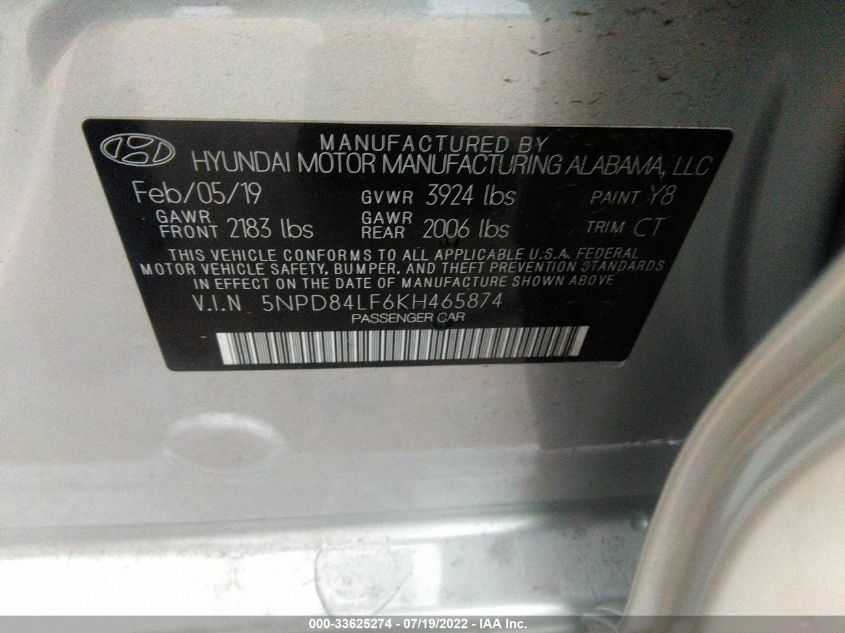 MANUFACTURED BY
HYUNDAI MOTOR MANUFACTURING ALABAMA, LLC
Feb/05/19 GVWR 3924 lbs PAINT Y8
GAWR FRONT 2183 lbs GAWR REAR 2006 lbs TRIM CT
THIS VEHICLE CONFORMS TO ALL APPLICABLE U.S.A. FEDERAL
MOTOR VEHICLE SAFETY, BUMPER, AND THEFT PREVENTION STANDARDS
IN EFFECT ON THE DATE OF MANUFACTURE SHOWN ABOVE
V.I.N 5NPD84LF6KH465874
PASSENGER CAR
000-33625274 - 07/19/2022 - IAA Inc.